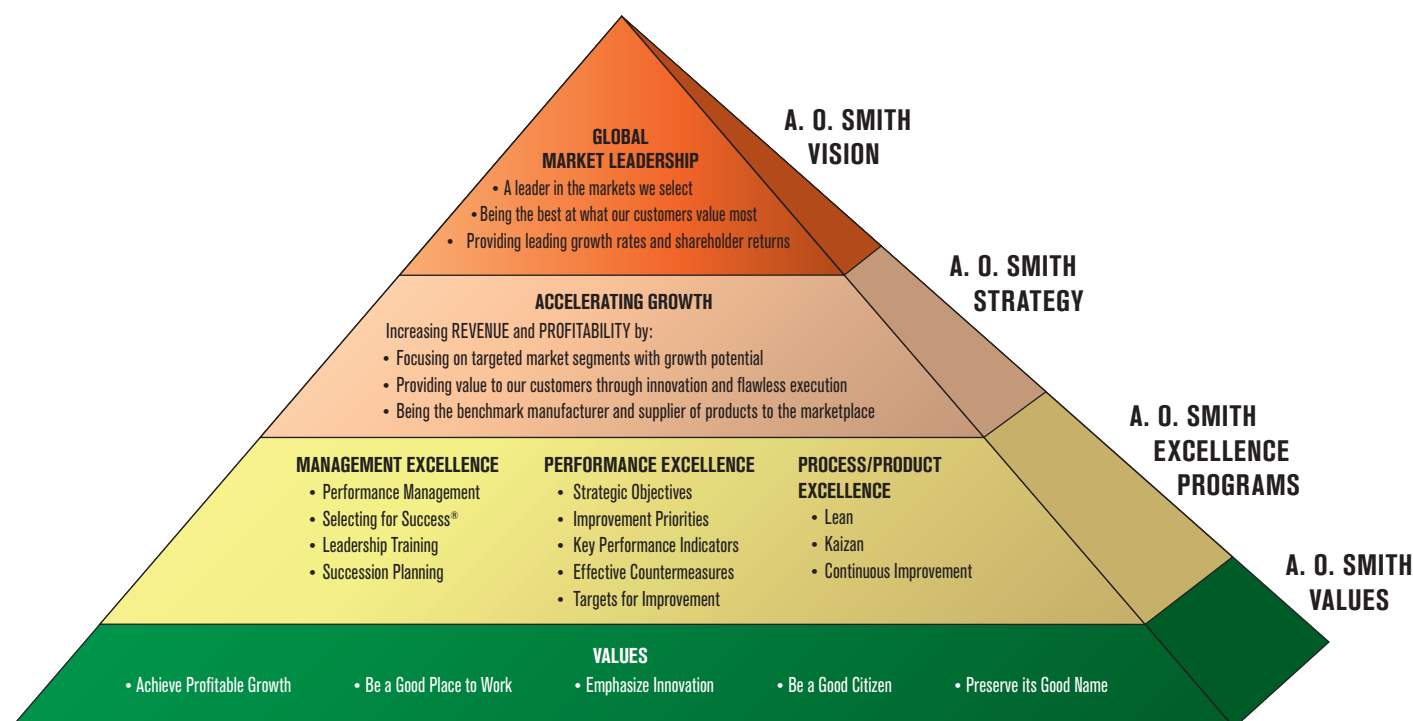 A. O. SMITH
VISION
GLOBAL
MARKET LEADERSHIP
• A leader in the markets we select
• Being the best at what our customers value most
• Providing leading growth rates and shareholder returns
A. O. SMITH
STRATEGY
ACCELERATING GROWTH
Increasing REVENUE and PROFITABILITY by:
• Focusing on targeted market segments with growth potential
• Providing value to our customers through innovation and flawless execution
• Being the benchmark manufacturer and supplier of products to the marketplace
A. O. SMITH
EXCELLENCE
PROGRAMS
MANAGEMENT EXCELLENCE
• Performance Management
• Selecting for Success®
• Leadership Training
• Succession Planning
PERFORMANCE EXCELLENCE
• Strategic Objectives
• Improvement Priorities
• Key Performance Indicators
• Effective Countermeasures
• Targets for Improvement
PROCESS/PRODUCT
EXCELLENCE
• Lean
• Kaizan
• Continuous Improvement
A. O. SMITH
VALUES
VALUES
• Achieve Profitable Growth
• Be a Good Place to Work
• Emphasize Innovation
• Be a Good Citizen
• Preserve its Good Name